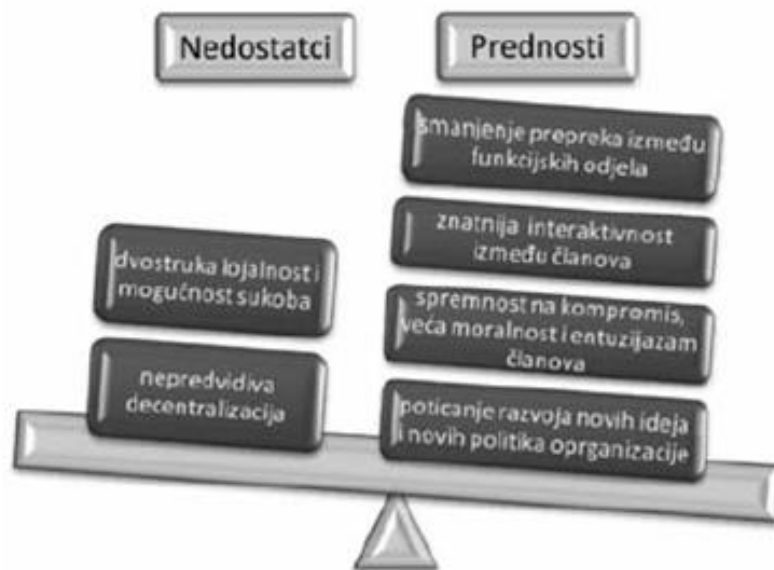 Nedostatci
Prednosti
smanjenje prepreka između
funkcijskih odjela
znatnija interaktivnost
između članova
spremnost na kompromis,
veća moralnost i entuzijazam
članova
poticanje razvoja novih ideja
i novih politika oprganizacije
dvostruka lojalnost i
mogućnost sukoba
nepredvidiva
decentralizacija